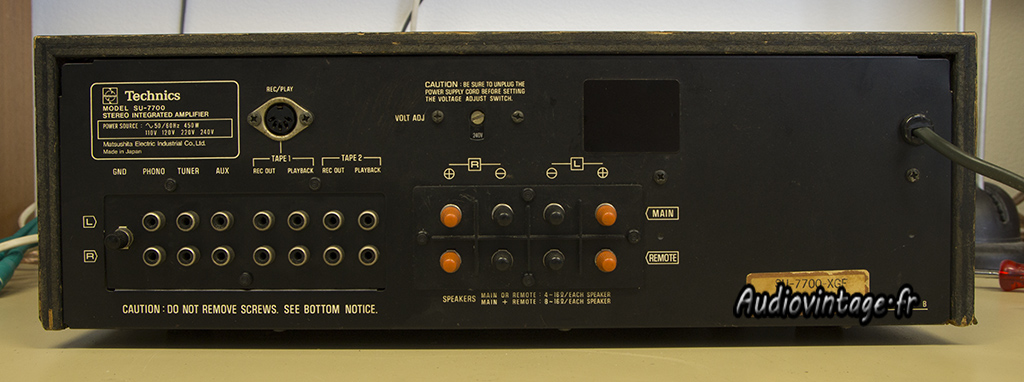 Technics
MODEL SU-7700
STEREO INTEGRATED AMPLIFIER
POWER SOURCE : ~ 50/60Hz 450W
110V 120V 220V 240V
Matsushita Electric Industrial Co., Ltd.
Made in Japan
REC/PLAY
CAUTION : BE SURE TO UNPLUG THE
POWER SUPPLY CORD BEFORE SETTING
THE VOLTAGE ADJUST SWITCH.
VOLT ADJ
240V
TAPE 1 TAPE 2
GND PHONO TUNER AUX REC OUT PLAYBACK REC OUT PLAYBACK
R L
⊕ ⊖ ⊖ ⊕
L
MAIN
R
REMOTE
SPEAKERS MAIN OR REMOTE : 4-16Ω/EACH SPEAKER
MAIN + REMOTE : 8-16Ω/EACH SPEAKER
CAUTION : DO NOT REMOVE SCREWS. SEE BOTTOM NOTICE.
SU-7700-XGF
Audiovintage.fr
B